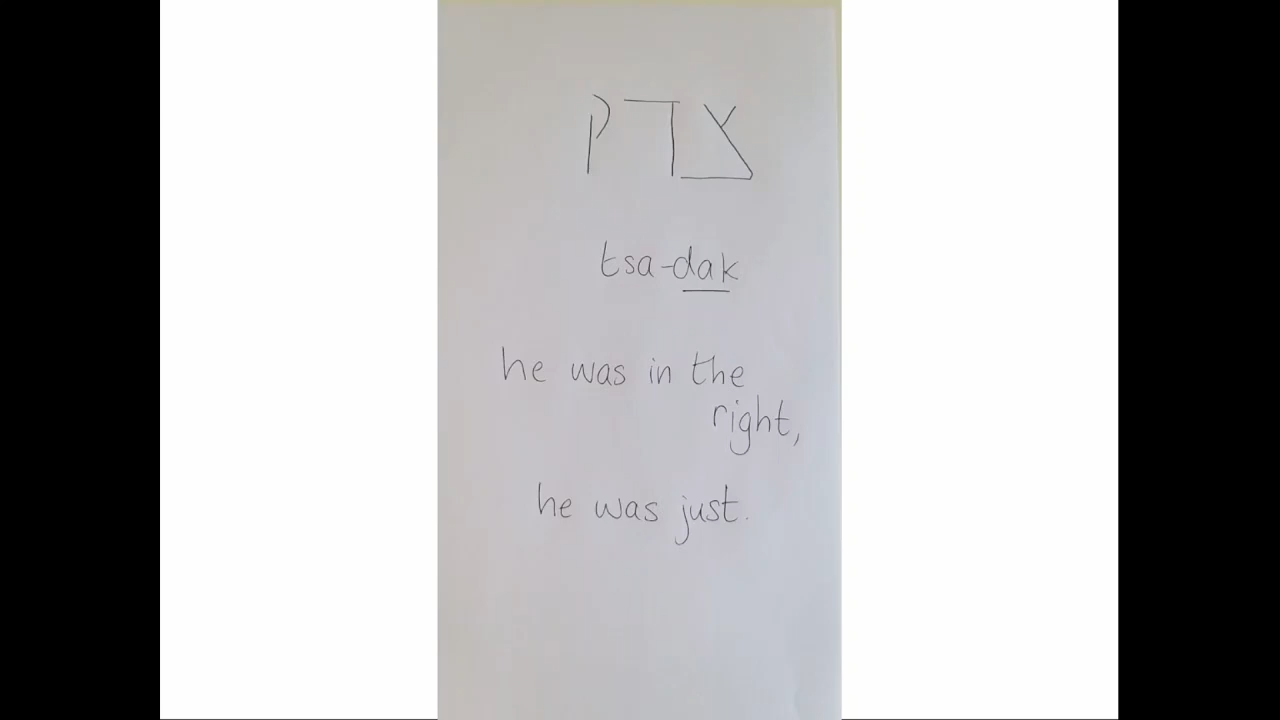 צדק
tsa-dak
he was in the
right,
he was just.